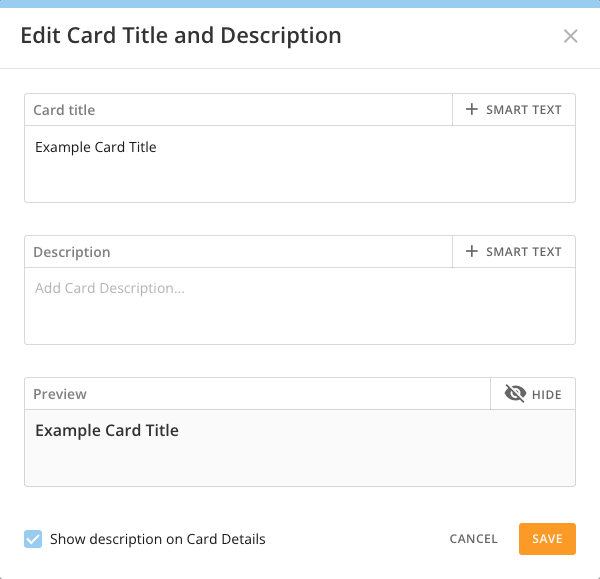 Edit Card Title and Description
Card title
+ SMART TEXT
Example Card Title
Description
+ SMART TEXT
Add Card Description...
Preview
HIDE
Example Card Title
Show description on Card Details
CANCEL
SAVE